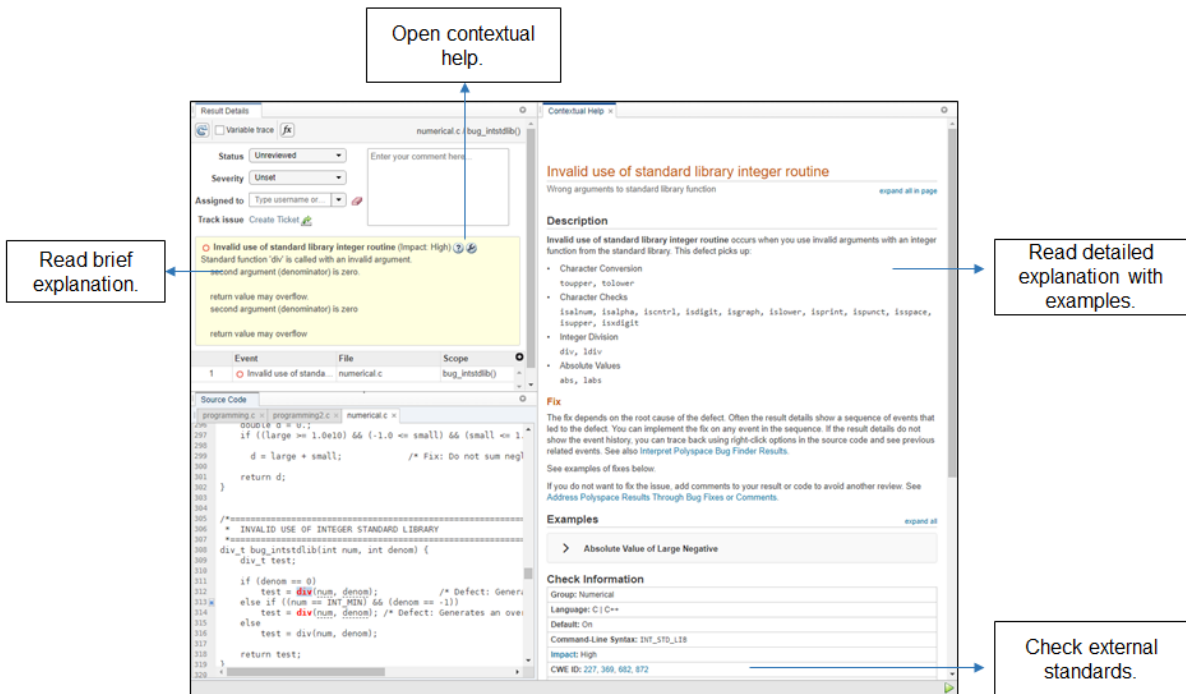 Open contextual
help.
Result Details
Variable trace fx
numerical.c / bug_intstdlib()
Status Unreviewed
Enter your comment here...
Severity Unset
Assigned to Type username or...
Track issue Create Ticket
Invalid use of standard library integer routine (Impact: High) ?
Standard function 'div' is called with an invalid argument.
second argument (denominator) is zero.
return value may overflow.
second argument (denominator) is zero
return value may overflow
Event File Scope
1 Invalid use of standa... numerical.c bug_intstdlib()
Read brief
explanation.
Source Code
programming.c × programming2.c × numerical.c ×
296 double d = 0.;
297 if ((large >= 1.0e10) && (-1.0 <= small) && (small <= 1.
298
299 d = large + small; /* Fix: Do not sum negl
300
301 return d;
302 }
303
304
305 /*==========================================================
306 * INVALID USE OF INTEGER STANDARD LIBRARY
307 *==========================================================
308 div_t bug_intstdlib(int num, int denom) {
309 div_t test;
310
311 if (denom == 0)
312 test = div(num, denom); /* Defect: Genera
313 else if ((num == INT_MIN) && (denom == -1))
314 test = div(num, denom); /* Defect: Generates an over
315 else
316 test = div(num, denom);
317
318 return test;
319 }
320
Contextual Help ×
Invalid use of standard library integer routine
Wrong arguments to standard library function
expand all in page
Description
Invalid use of standard library integer routine occurs when you use invalid arguments with an integer
function from the standard library. This defect picks up:
• Character Conversion
toupper, tolower
• Character Checks
isalnum, isalpha, iscntrl, isdigit, isgraph, islower, isprint, ispunct, isspace,
isupper, isxdigit
• Integer Division
div, ldiv
• Absolute Values
abs, labs
Fix
The fix depends on the root cause of the defect. Often the result details show a sequence of events that
led to the defect. You can implement the fix on any event in the sequence. If the result details do not
show the event history, you can trace back using right-click options in the source code and see previous
related events. See also Interpret Polyspace Bug Finder Results.
See examples of fixes below.
If you do not want to fix the issue, add comments to your result or code to avoid another review. See
Address Polyspace Results Through Bug Fixes or Comments.
Examples
expand all
Absolute Value of Large Negative
Check Information
Group: Numerical
Language: C | C++
Default: On
Command-Line Syntax: INT_STD_LIB
Impact: High
CWE ID: 227, 369, 682, 872
Read detailed
explanation with
examples.
Check external
standards.